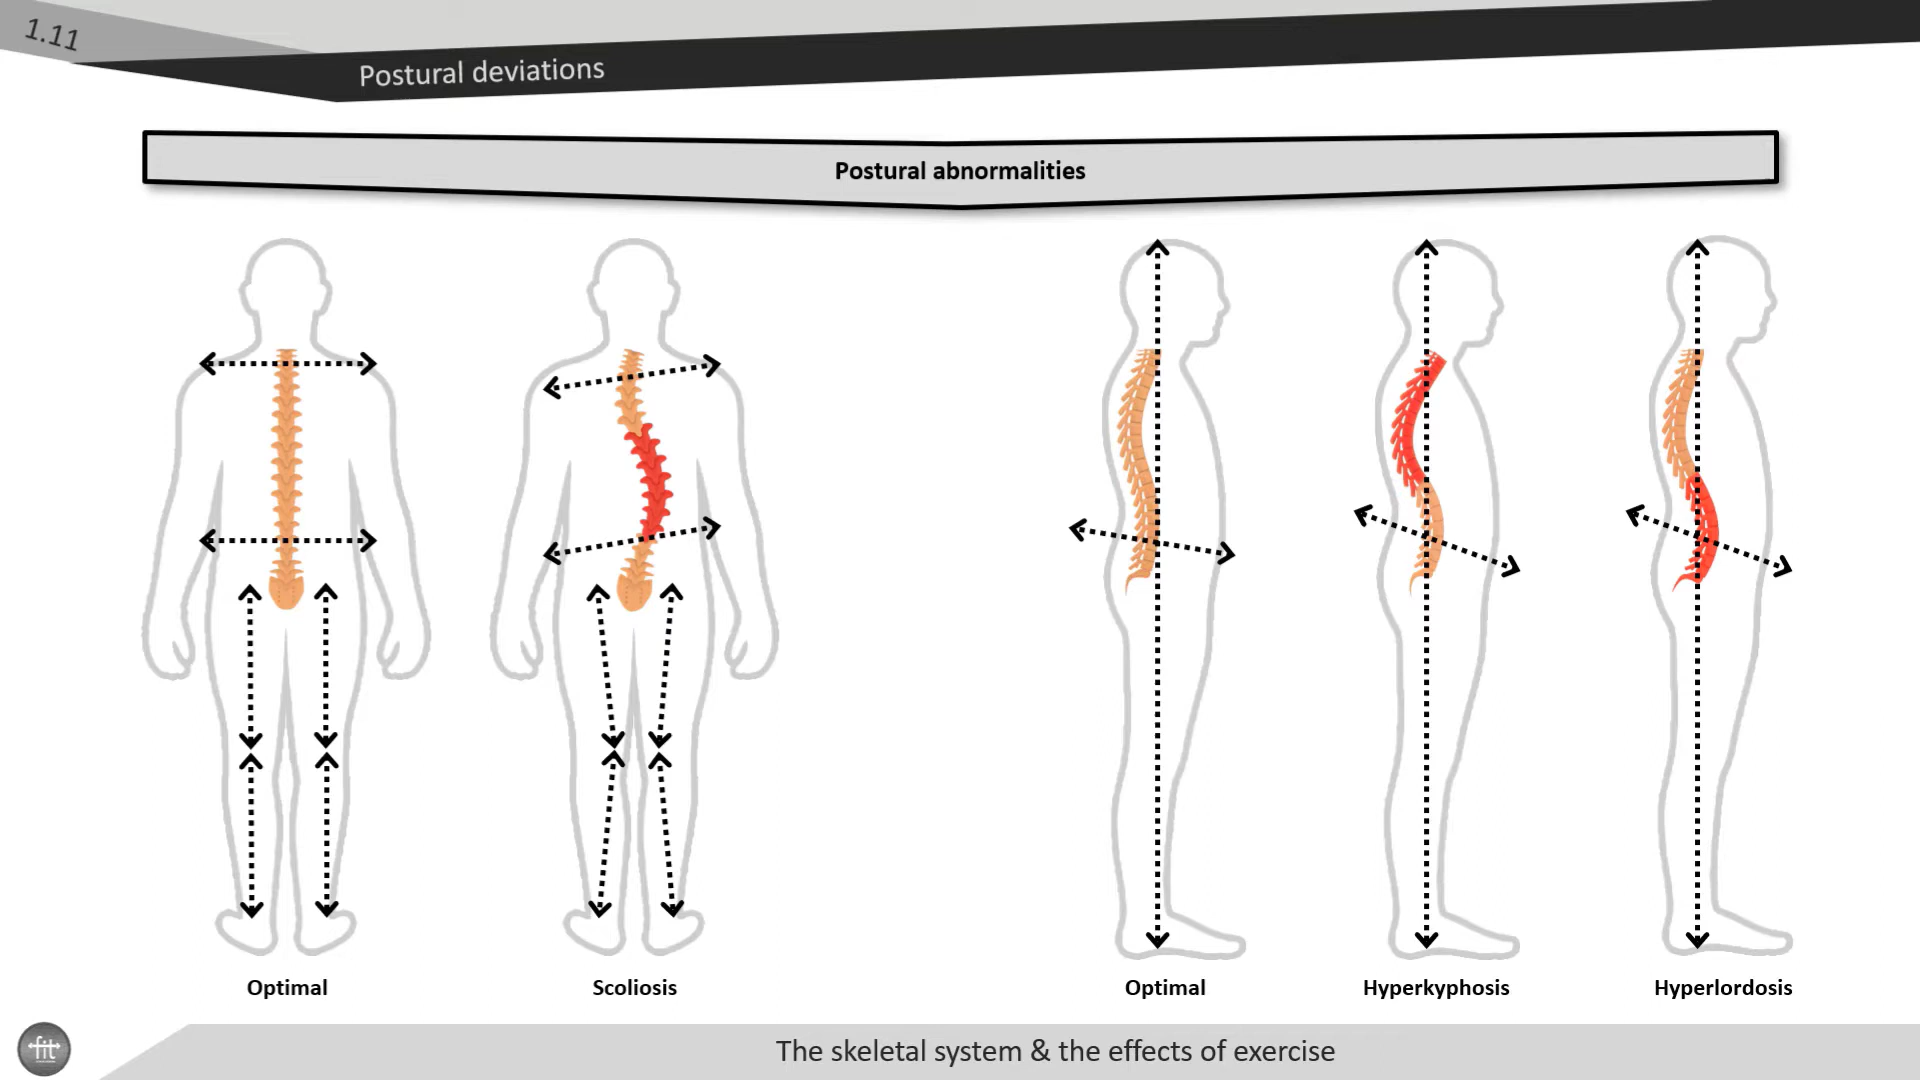 1.11
Postural deviations
Postural abnormalities
Optimal
Scoliosis
Optimal
Hyperkyphosis
Hyperlordosis
fit
The skeletal system & the effects of exercise